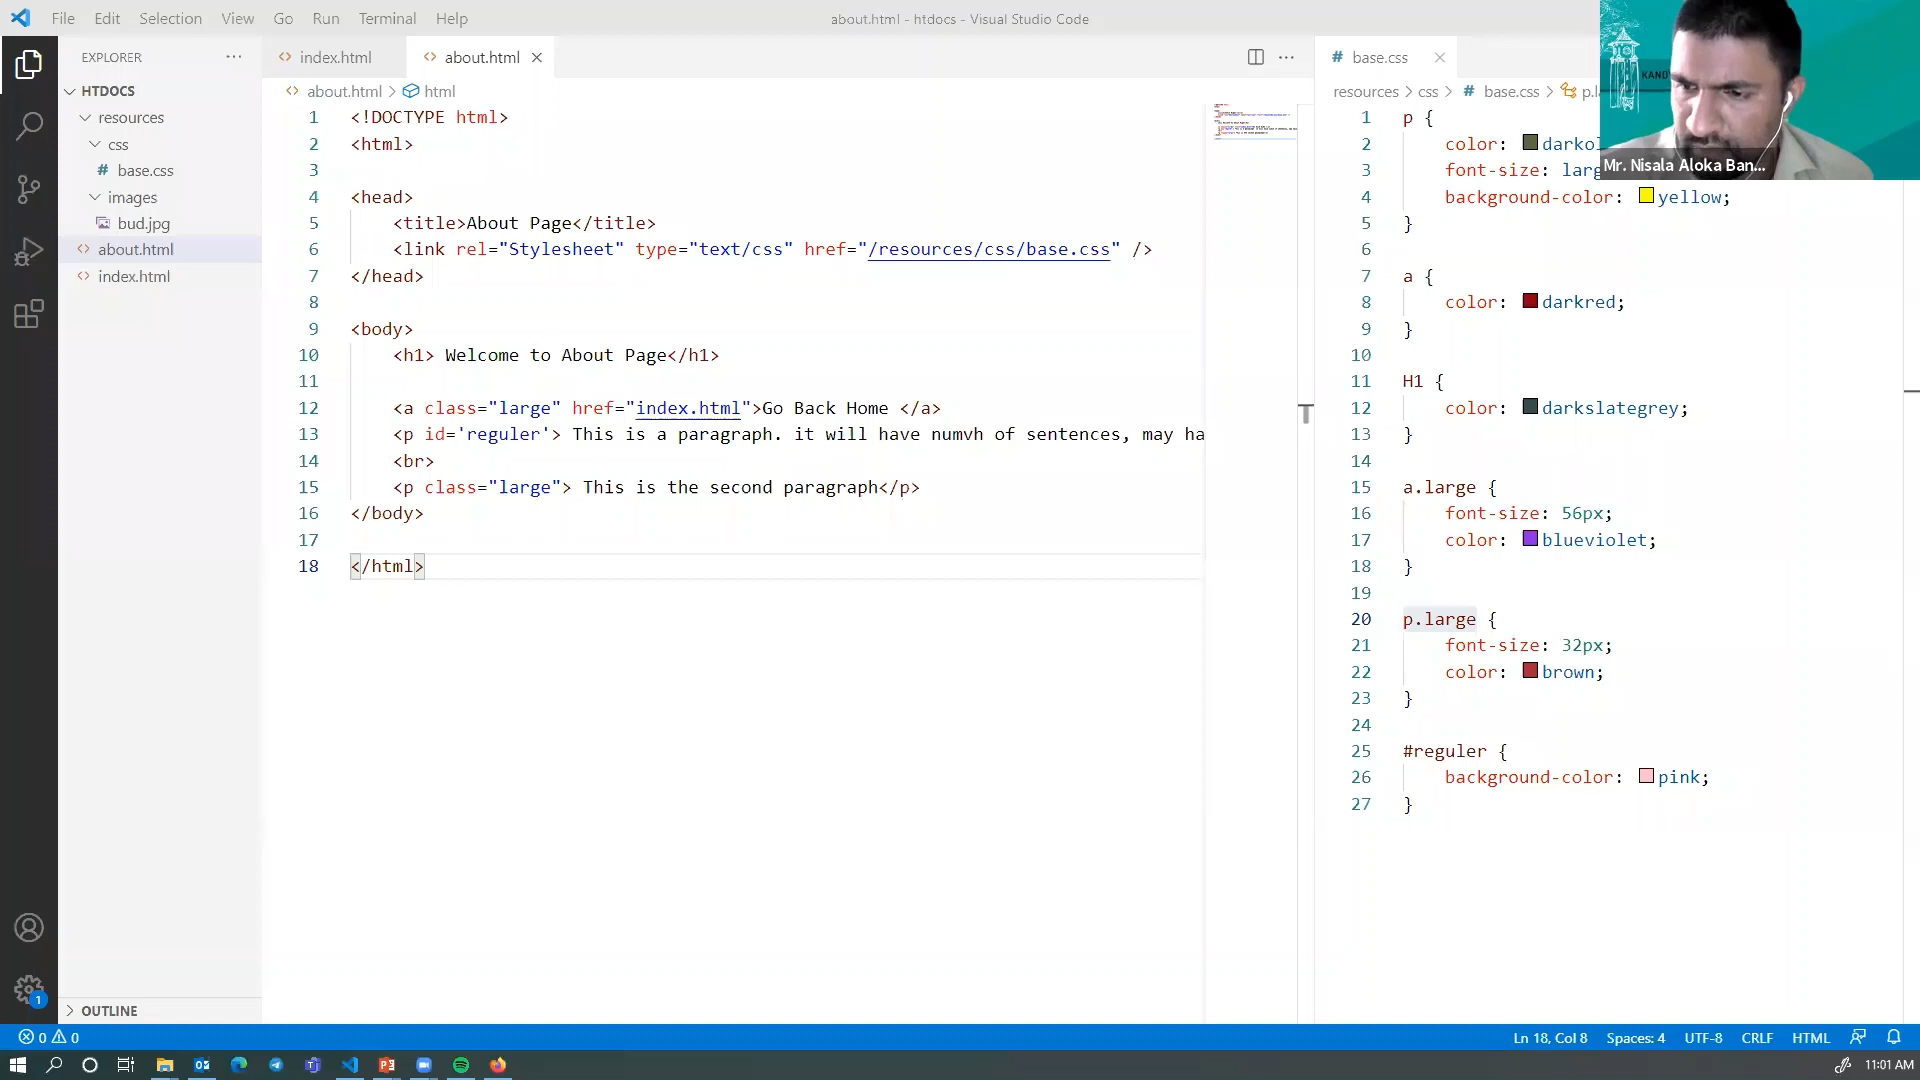 File Edit Selection View Go Run Terminal Help
about.html - htdocs - Visual Studio Code
EXPLORER
HTDOCS
resources
css
# base.css
images
bud.jpg
<> about.html
<> index.html
OUTLINE
<> index.html
<> about.html
<> about.html > html
1 <!DOCTYPE html>
2 <html>
3
4 <head>
5 <title>About Page</title>
6 <link rel="Stylesheet" type="text/css" href="/resources/css/base.css" />
7 </head>
8
9 <body>
10 <h1> Welcome to About Page</h1>
11
12 <a class="large" href="index.html">Go Back Home </a>
13 <p id='reguler'> This is a paragraph. it will have numvh of sentences, may ha
14 <br>
15 <p class="large"> This is the second paragraph</p>
16 </body>
17
18 </html>
# base.css
resources > css > # base.css >
1 p {
2 color:
3 font-size:
4 background-color: yellow;
5 }
6
7 a {
8 color: darkred;
9 }
10
11 H1 {
12 color: darkslategrey;
13 }
14
15 a.large {
16 font-size: 56px;
17 color: blueviolet;
18 }
19
20 p.large {
21 font-size: 32px;
22 color: brown;
23 }
24
25 #reguler {
26 background-color: pink;
27 }
Mr. Nisala Aloka Ban...
1
0 0
Ln 18, Col 8 Spaces: 4 UTF-8 CRLF HTML
11:01 AM